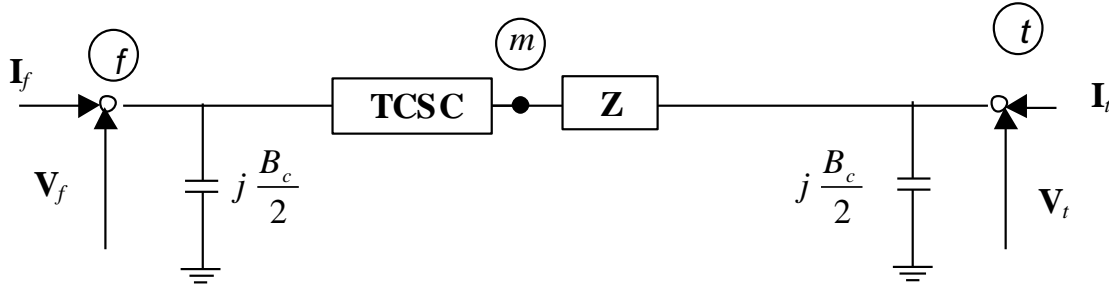 f
m
t
I_f
TCSC
Z
I_t
V_f
j B_c/2
j B_c/2
V_t